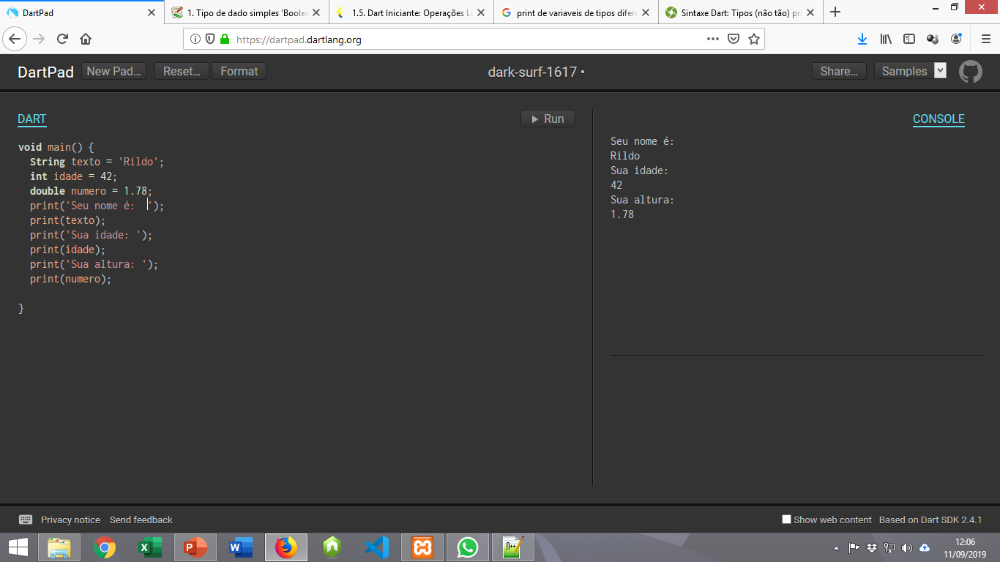 DartPad
1. Tipo de dado simples 'Boolea
1.5. Dart Iniciante: Operações L
print de variaveis de tipos difere
Sintaxe Dart: Tipos (não tão) pri
https://dartpad.dartlang.org
DartPad New Pad... Reset... Format
dark-surf-1617 •
Share... Samples
DART
Run
CONSOLE
void main() {
String texto = 'Rildo';
int idade = 42;
double numero = 1.78;
print('Seu nome é:  ');
print(texto);
print('Sua idade: ');
print(idade);
print('Sua altura: ');
print(numero);
}
Seu nome é:
Rildo
Sua idade:
42
Sua altura:
1.78
Privacy notice Send feedback
Show web content Based on Dart SDK 2.4.1
12:06
11/09/2019